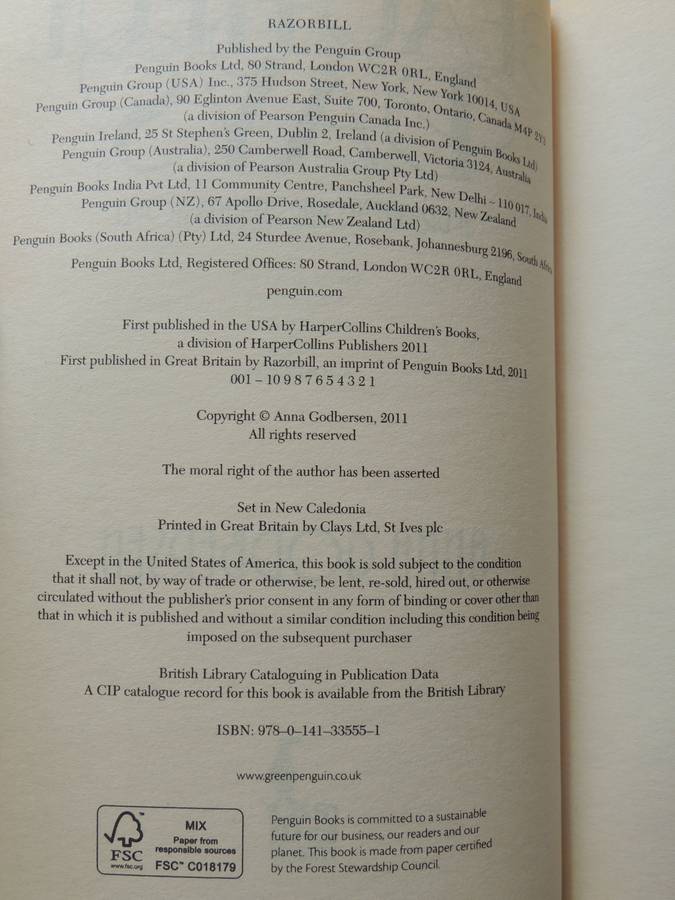 RAZORBILL
Published by the Penguin Group
Penguin Books Ltd, 80 Strand, London WC2R 0RL, England
Penguin Group (USA) Inc., 375 Hudson Street, New York, New York 10014, USA
Penguin Group (Canada), 90 Eglinton Avenue East, Suite 700, Toronto, Ontario, Canada M4P 2Y3
(a division of Pearson Penguin Canada Inc.)
Penguin Ireland, 25 St Stephen's Green, Dublin 2, Ireland (a division of Penguin Books Ltd)
Penguin Group (Australia), 250 Camberwell Road, Camberwell, Victoria 3124, Australia
(a division of Pearson Australia Group Pty Ltd)
Penguin Books India Pvt Ltd, 11 Community Centre, Panchsheel Park, New Delhi – 110 017, India
Penguin Group (NZ), 67 Apollo Drive, Rosedale, Auckland 0632, New Zealand
(a division of Pearson New Zealand Ltd)
Penguin Books (South Africa) (Pty) Ltd, 24 Sturdee Avenue, Rosebank, Johannesburg 2196, South Africa
Penguin Books Ltd, Registered Offices: 80 Strand, London WC2R 0RL, England
penguin.com
First published in the USA by HarperCollins Children's Books,
a division of HarperCollins Publishers 2011
First published in Great Britain by Razorbill, an imprint of Penguin Books Ltd, 2011
001 – 10 9 8 7 6 5 4 3 2 1
Copyright © Anna Godbersen, 2011
All rights reserved
The moral right of the author has been asserted
Set in New Caledonia
Printed in Great Britain by Clays Ltd, St Ives plc
Except in the United States of America, this book is sold subject to the condition
that it shall not, by way of trade or otherwise, be lent, re-sold, hired out, or otherwise
circulated without the publisher's prior consent in any form of binding or cover other than
that in which it is published and without a similar condition including this condition being
imposed on the subsequent purchaser
British Library Cataloguing in Publication Data
A CIP catalogue record for this book is available from the British Library
ISBN: 978–0–141–33555–1
www.greenpenguin.co.uk
FSC
www.fsc.org
MIX
Paper from
responsible sources
FSC™ C018179
Penguin Books is committed to a sustainable
future for our business, our readers and our
planet. This book is made from paper certified
by the Forest Stewardship Council.